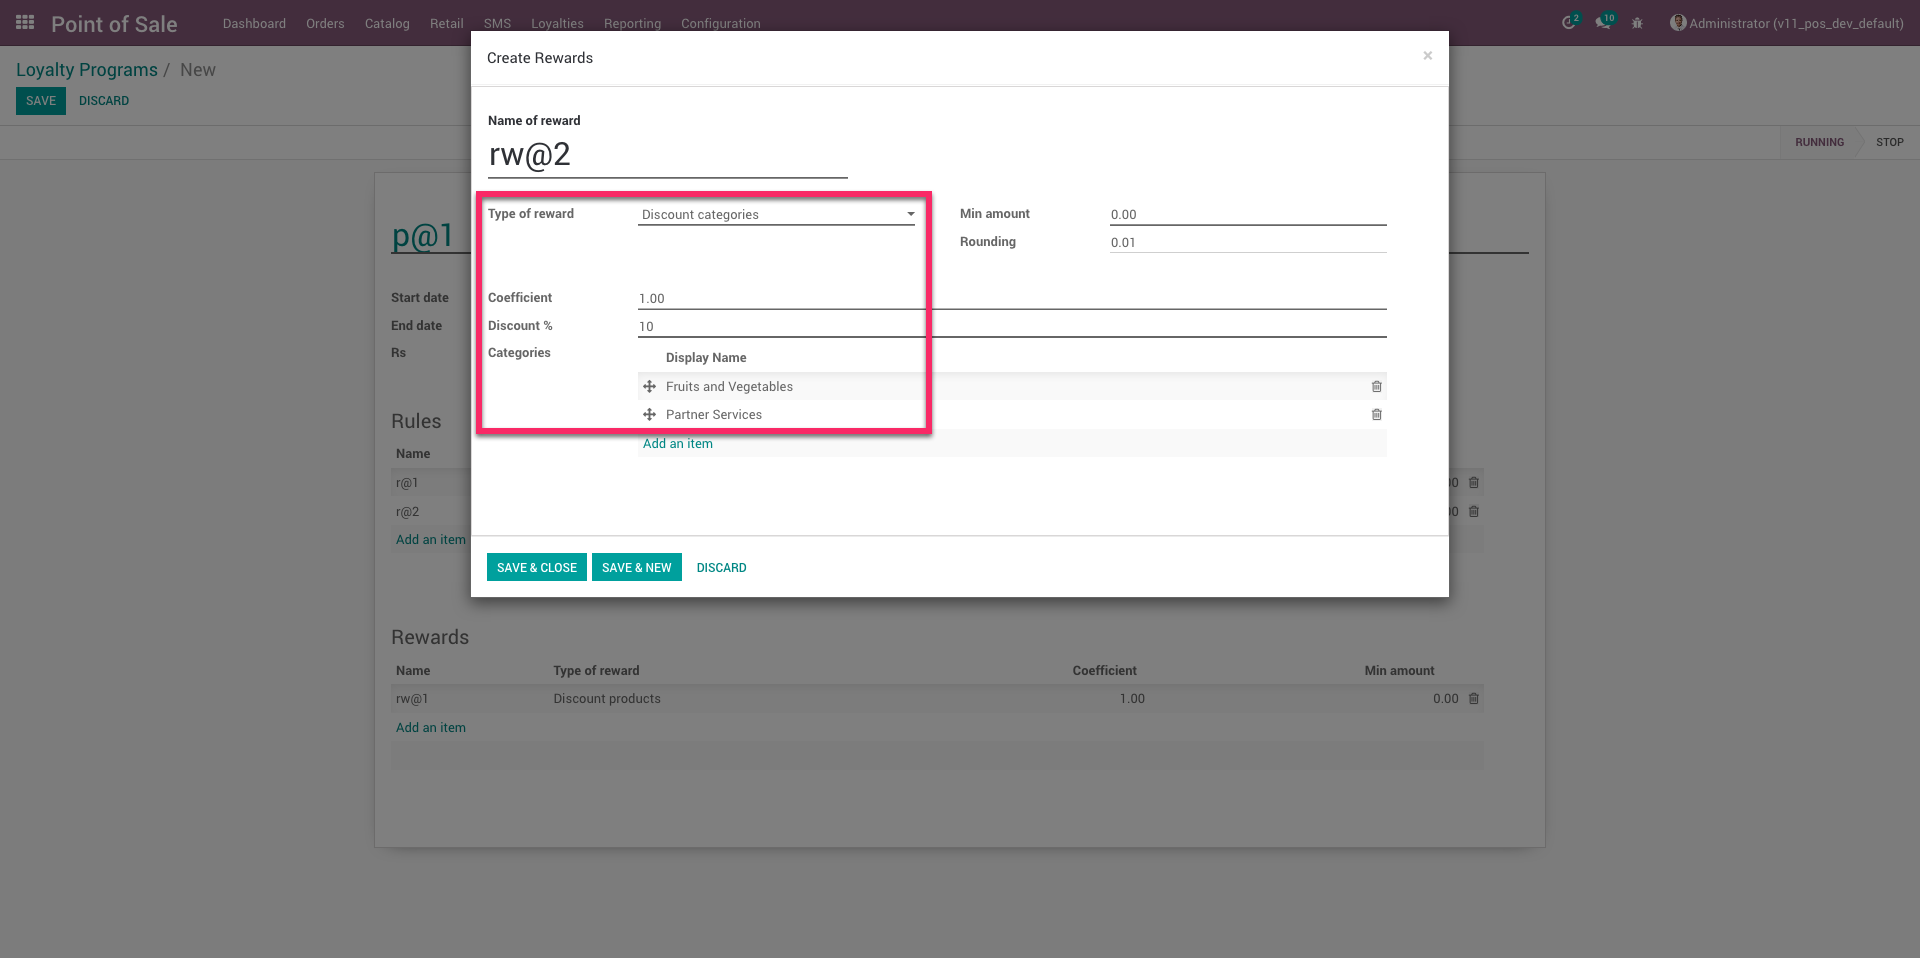 Point of Sale Dashboard Orders Catalog Retail SMS Loyalties Reporting Configuration 2 10 Administrator (v11_pos_dev_default)
Loyalty Programs / New
SAVE DISCARD
RUNNING STOP
Create Rewards ×
Name of reward
rw@2
Type of reward Discount categories Min amount 0.00
Rounding 0.01
Coefficient 1.00
Discount % 10
Categories Display Name
Fruits and Vegetables
Partner Services
Add an item
SAVE & CLOSE SAVE & NEW DISCARD
p@1
Start date
End date
Rs
Rules
Name
r@1
r@2
Add an item
Rewards
Name Type of reward Coefficient Min amount
rw@1 Discount products 1.00 0.00
Add an item